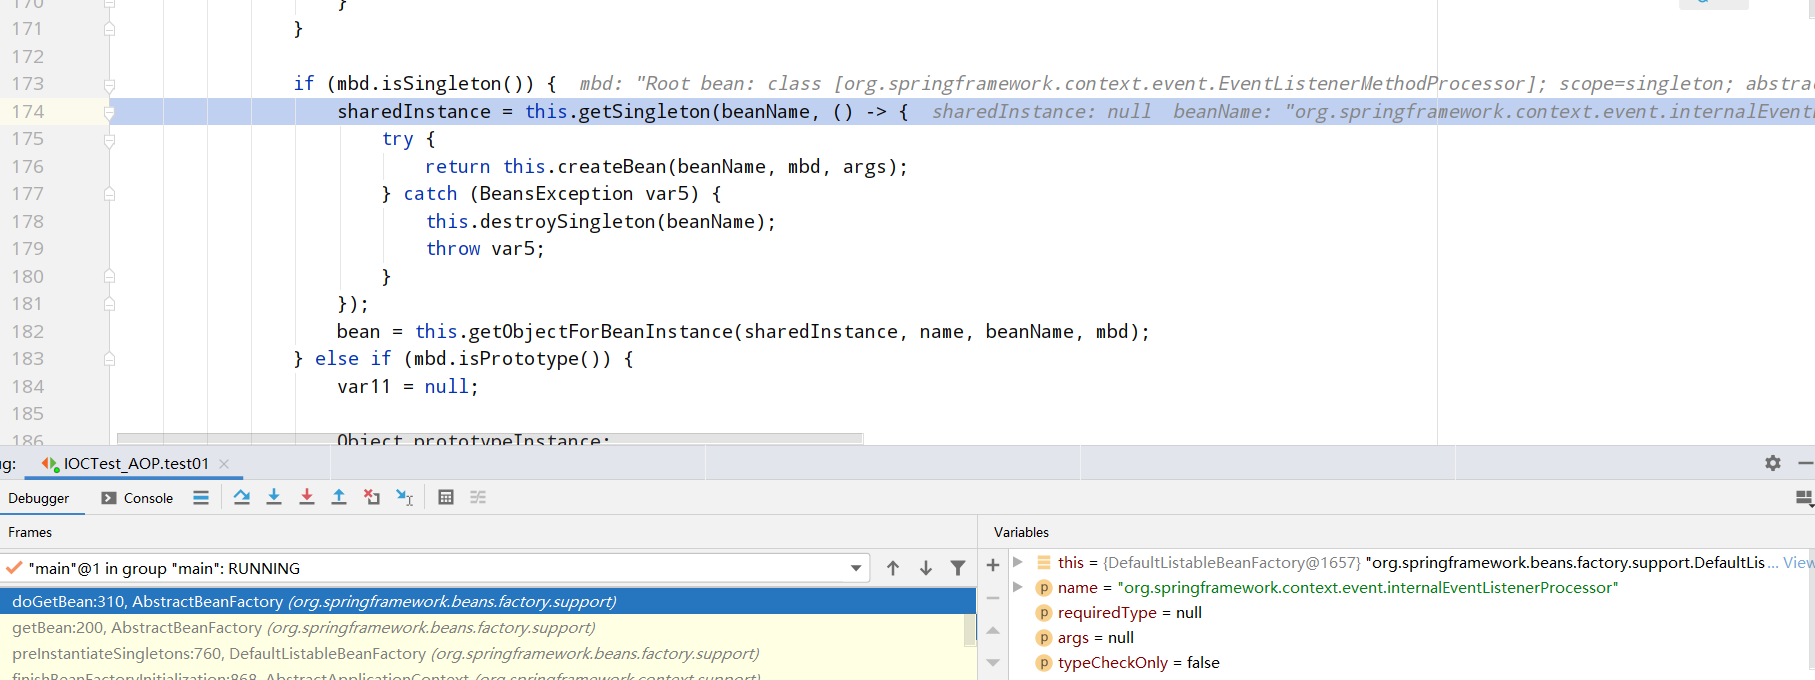 170 }
171 }
172
173 if (mbd.isSingleton()) { mbd: "Root bean: class [org.springframework.context.event.EventListenerMethodProcessor]; scope=singleton; abstrac
174 sharedInstance = this.getSingleton(beanName, () -> { sharedInstance: null beanName: "org.springframework.context.event.internalEventL
175 try {
176 return this.createBean(beanName, mbd, args);
177 } catch (BeansException var5) {
178 this.destroySingleton(beanName);
179 throw var5;
180 }
181 });
182 bean = this.getObjectForBeanInstance(sharedInstance, name, beanName, mbd);
183 } else if (mbd.isPrototype()) {
184 var11 = null;
185
186 Object prototypeInstance;
g: IOCTest_AOP.test01
Debugger Console
Frames
Variables
"main"@1 in group "main": RUNNING
doGetBean:310, AbstractBeanFactory (org.springframework.beans.factory.support)
getBean:200, AbstractBeanFactory (org.springframework.beans.factory.support)
preInstantiateSingletons:760, DefaultListableBeanFactory (org.springframework.beans.factory.support)
finishBeanFactoryInitialization:868, AbstractApplicationContext (org.springframework.context.support)
this = {DefaultListableBeanFactory@1657} "org.springframework.beans.factory.support.DefaultLis... View
name = "org.springframework.context.event.internalEventListenerProcessor"
requiredType = null
args = null
typeCheckOnly = false